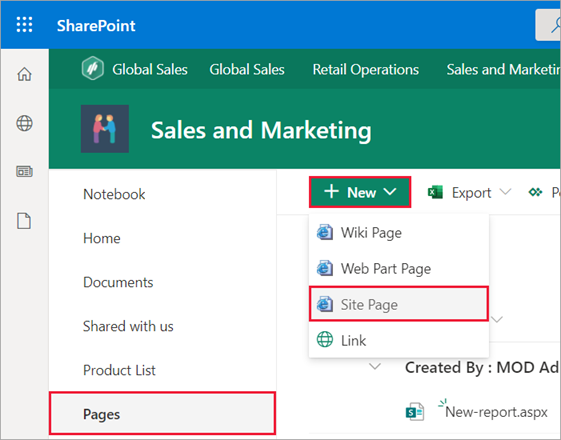 SharePoint
Global Sales Global Sales Retail Operations Sales and Marketin
Sales and Marketing
Notebook
Home
Documents
Shared with us
Product List
Pages
+ New Export P
Wiki Page
Web Part Page
Site Page
Link
Created By : MOD Ad
New-report.aspx